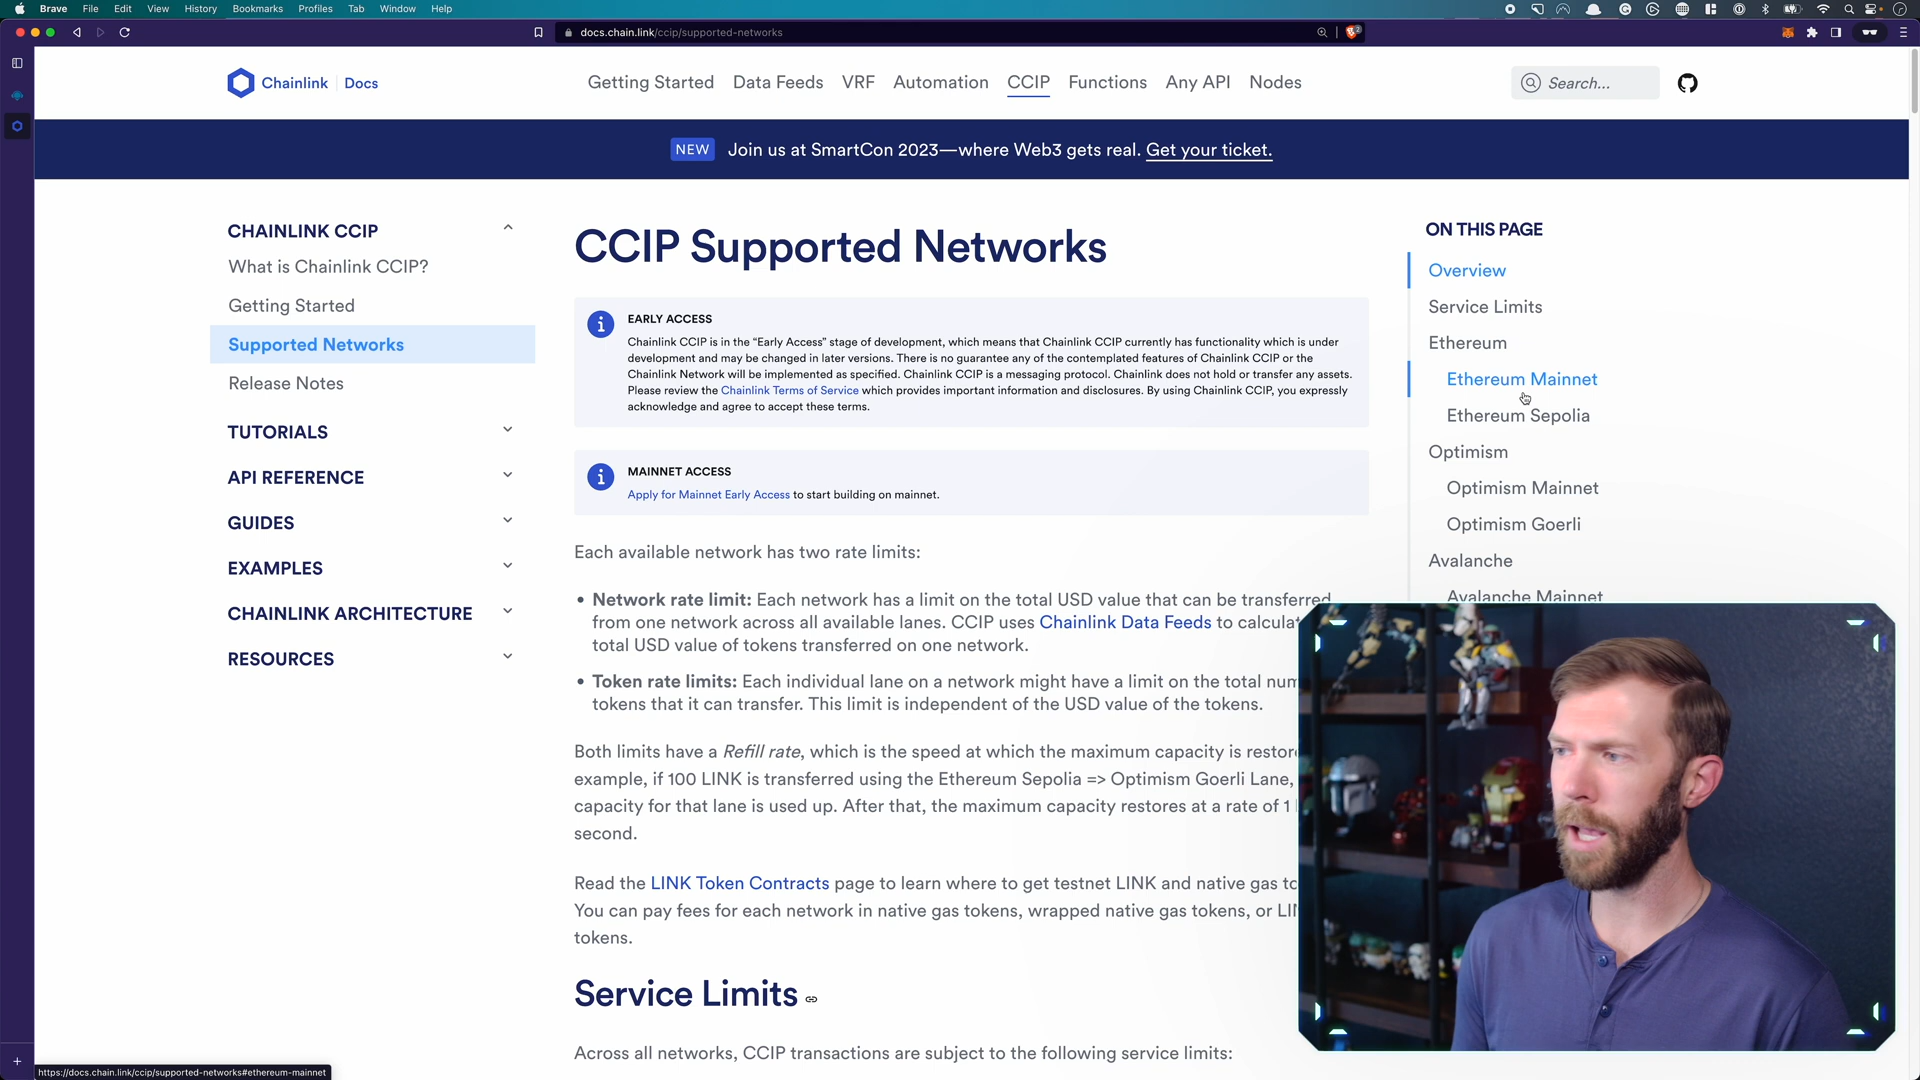 Brave File Edit View History Bookmarks Profiles Tab Window Help
docs.chain.link/ccip/supported-networks
Chainlink | Docs
Getting Started Data Feeds VRF Automation CCIP Functions Any API Nodes
Search...
NEW Join us at SmartCon 2023—where Web3 gets real. Get your ticket.
CHAINLINK CCIP
What is Chainlink CCIP?
Getting Started
Supported Networks
Release Notes
TUTORIALS
API REFERENCE
GUIDES
EXAMPLES
CHAINLINK ARCHITECTURE
RESOURCES
CCIP Supported Networks
EARLY ACCESS
Chainlink CCIP is in the “Early Access” stage of development, which means that Chainlink CCIP currently has functionality which is under
development and may be changed in later versions. There is no guarantee any of the contemplated features of Chainlink CCIP or the
Chainlink Network will be implemented as specified. Chainlink CCIP is a messaging protocol. Chainlink does not hold or transfer any assets.
Please review the Chainlink Terms of Service which provides important information and disclosures. By using Chainlink CCIP, you expressly
acknowledge and agree to accept these terms.
MAINNET ACCESS
Apply for Mainnet Early Access to start building on mainnet.
Each available network has two rate limits:
• Network rate limit: Each network has a limit on the total USD value that can be transferred
from one network across all available lanes. CCIP uses Chainlink Data Feeds to calculat
total USD value of tokens transferred on one network.
• Token rate limits: Each individual lane on a network might have a limit on the total num
tokens that it can transfer. This limit is independent of the USD value of the tokens.
Both limits have a Refill rate, which is the speed at which the maximum capacity is restore
example, if 100 LINK is transferred using the Ethereum Sepolia => Optimism Goerli Lane,
capacity for that lane is used up. After that, the maximum capacity restores at a rate of 1
second.
Read the LINK Token Contracts page to learn where to get testnet LINK and native gas to
You can pay fees for each network in native gas tokens, wrapped native gas tokens, or LI
tokens.
Service Limits
Across all networks, CCIP transactions are subject to the following service limits:
ON THIS PAGE
Overview
Service Limits
Ethereum
Ethereum Mainnet
Ethereum Sepolia
Optimism
Optimism Mainnet
Optimism Goerli
Avalanche
Avalanche Mainnet
https://docs.chain.link/ccip/supported-networks#ethereum-mainnet